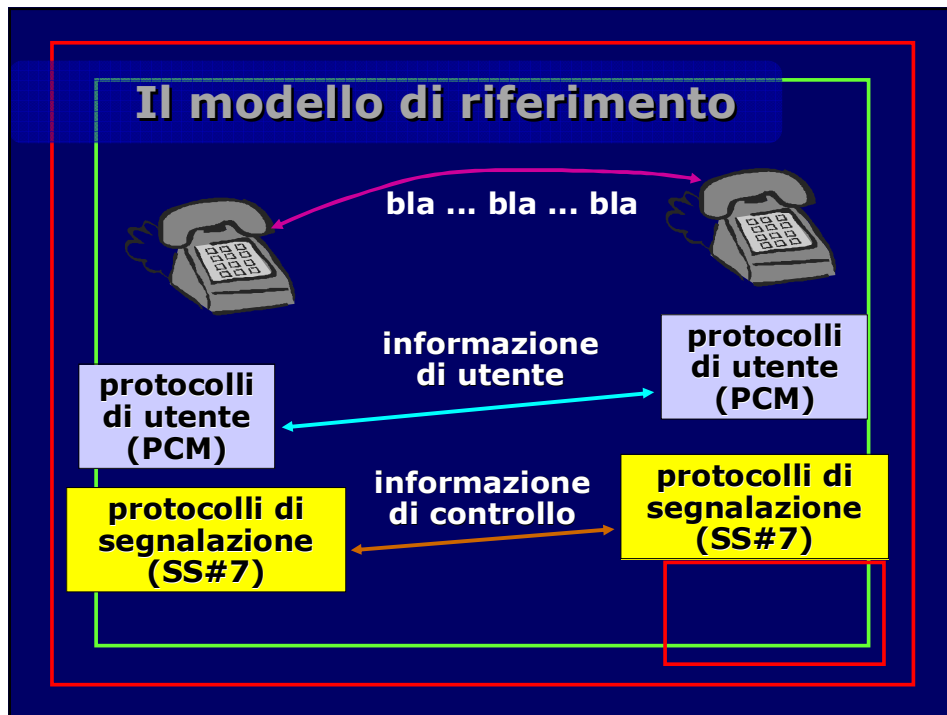 Il modello di riferimento
bla ... bla ... bla
informazione
di utente
protocolli
di utente
(PCM)
protocolli
di utente
(PCM)
informazione
di controllo
protocolli di
segnalazione
(SS#7)
protocolli di
segnalazione
(SS#7)